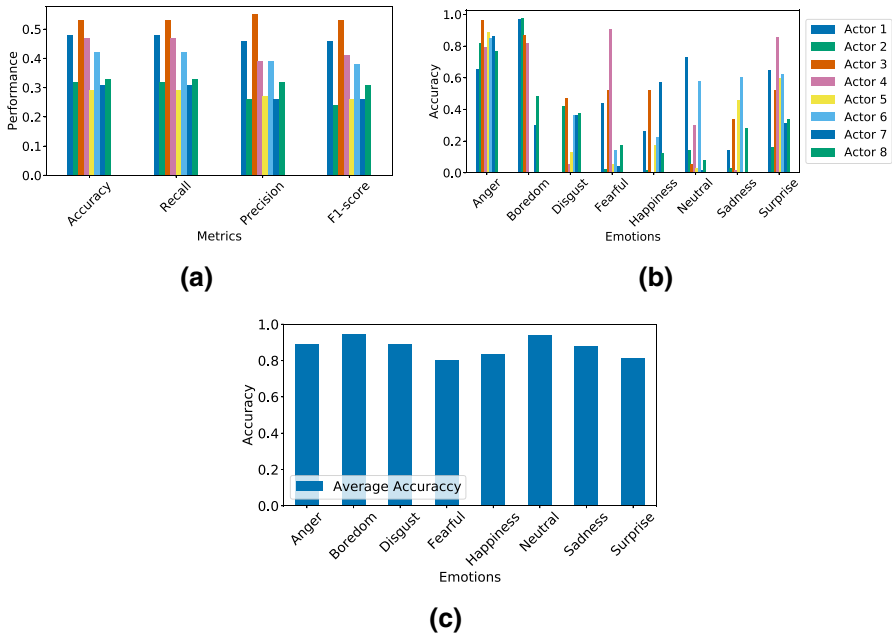 0.5
0.4
0.3
0.2
0.1
0.0
Performance
Accuracy
Recall
Precision
F1-score
Metrics
(a)
1.0
0.8
0.6
0.4
0.2
0.0
Accuracy
Anger
Boredom
Disgust
Fearful
Happiness
Neutral
Sadness
Surprise
Emotions
Actor 1
Actor 2
Actor 3
Actor 4
Actor 5
Actor 6
Actor 7
Actor 8
(b)
1.0
0.8
0.6
0.4
0.2
0.0
Accuracy
Average Accuraccy
Anger
Boredom
Disgust
Fearful
Happiness
Neutral
Sadness
Surprise
Emotions
(c)